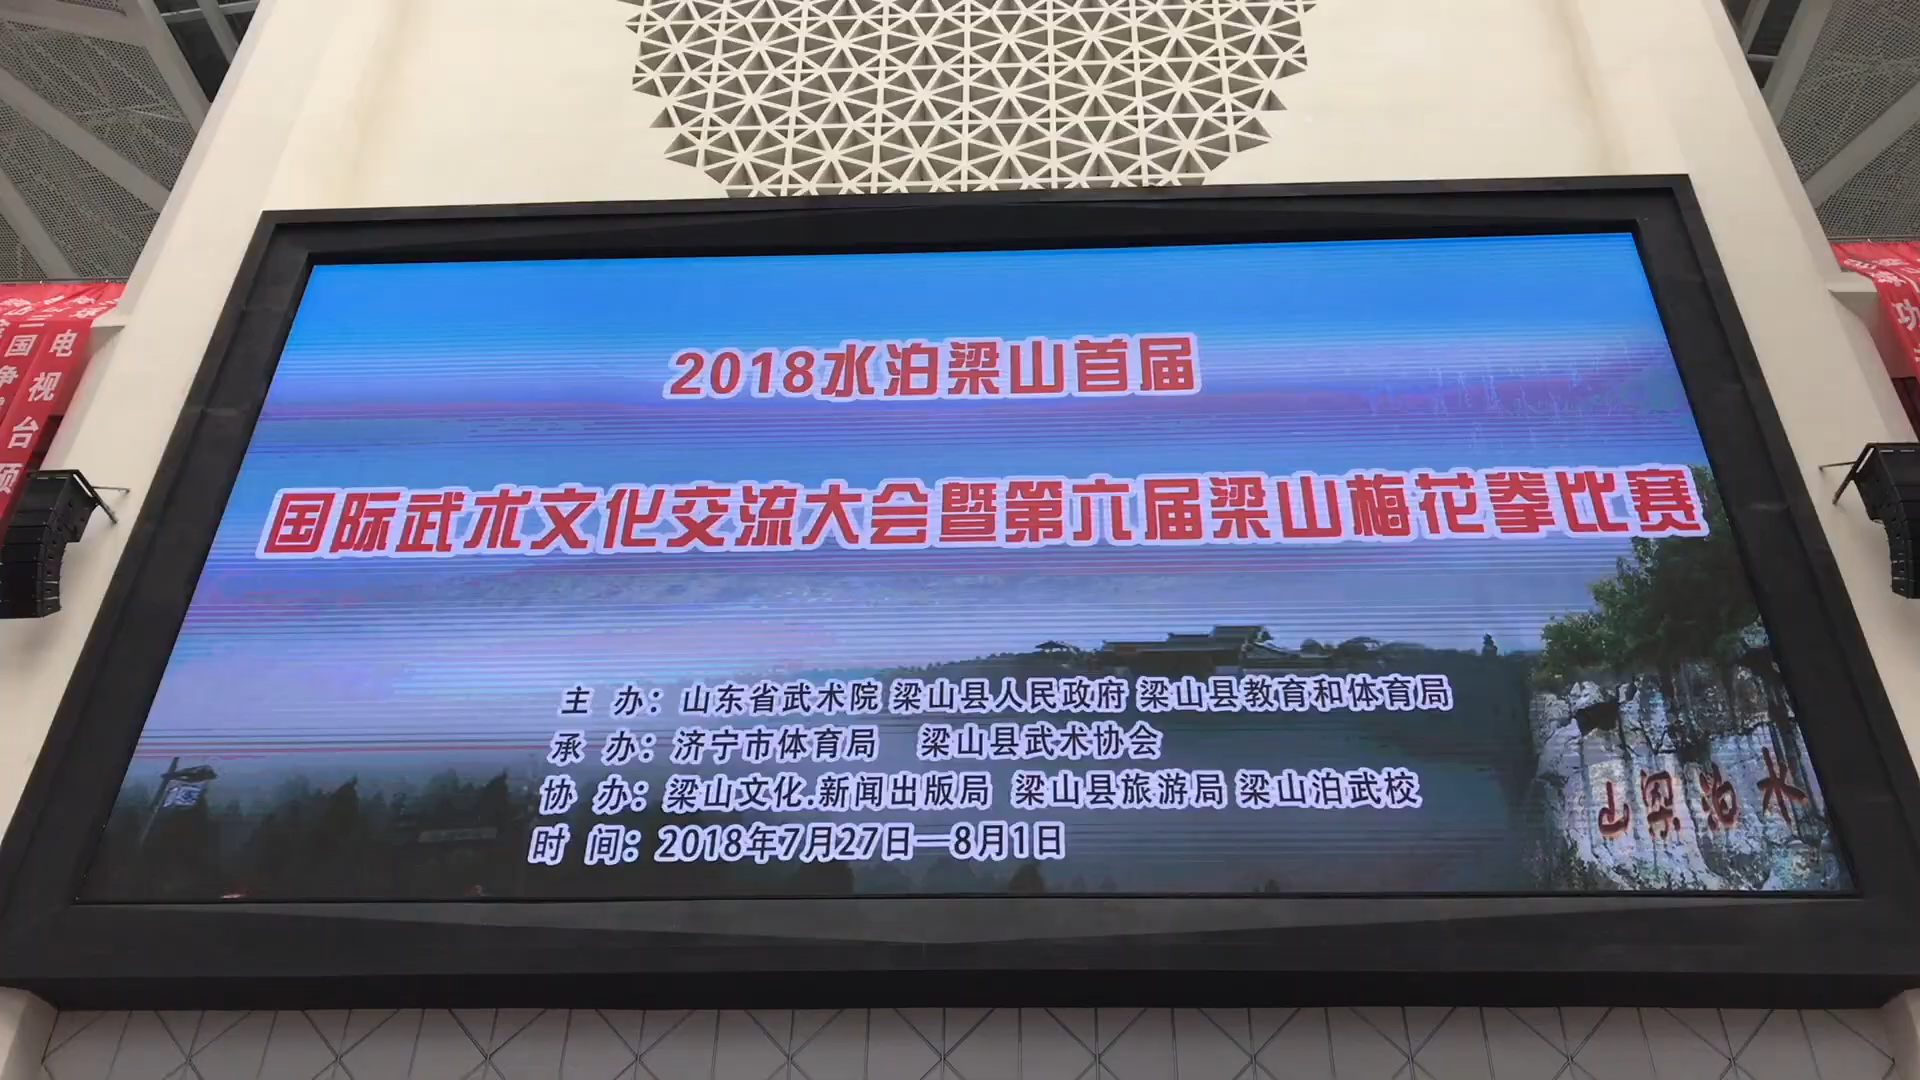 2018水泊梁山首届
国际武术文化交流大会暨第六届梁山梅花拳比赛
主 办：山东省武术院 梁山县人民政府 梁山县教育和体育局
承 办：济宁市体育局 梁山县武术协会
协 办：梁山文化.新闻出版局 梁山县旅游局 梁山泊武校
时 间：2018年7月27日—8月1日
山梁泊水
电视台
国争
功